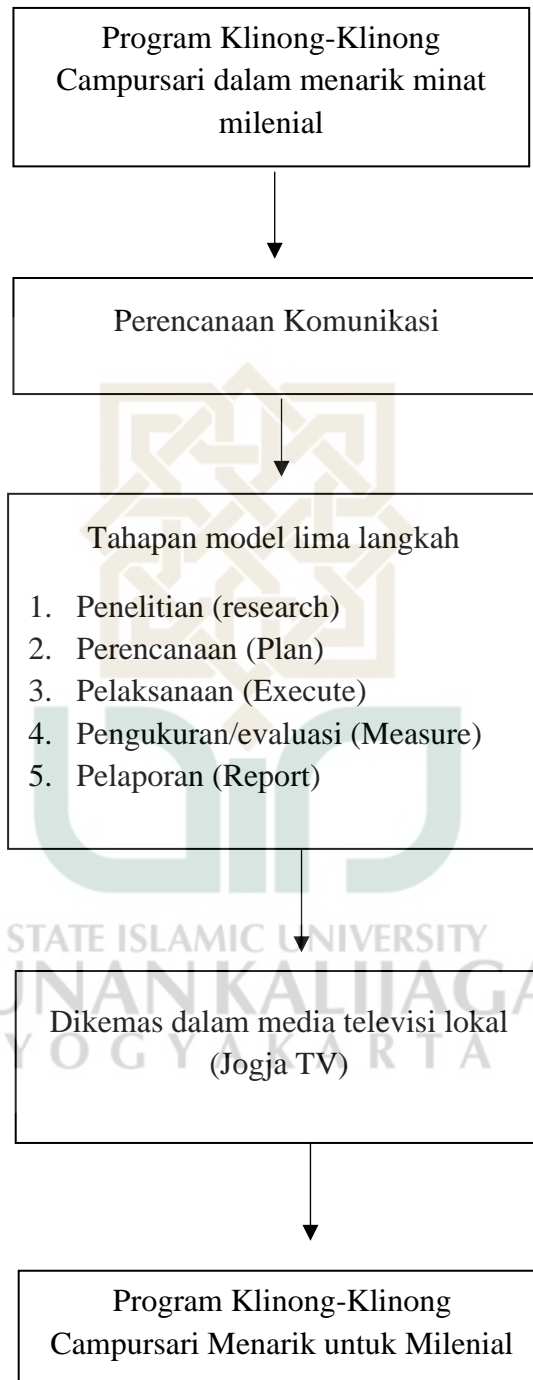 Program Klinong-Klinong
Campursari dalam menarik minat
milenial
Perencanaan Komunikasi
Tahapan model lima langkah
1. Penelitian (research)
2. Perencanaan (Plan)
3. Pelaksanaan (Execute)
4. Pengukuran/evaluasi (Measure)
5. Pelaporan (Report)
STATE ISLAMIC UNIVERSITY
UNAN KALIJAGA
YOGYAKARTA
Dikemas dalam media televisi lokal
(Jogja TV)
Program Klinong-Klinong
Campursari Menarik untuk Milenial